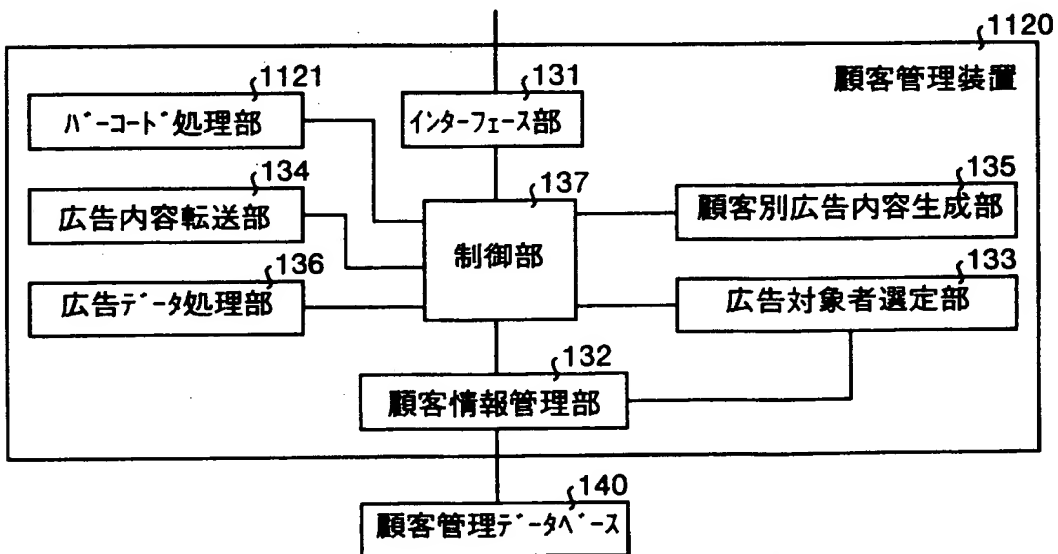 1120
顧客管理装置
1121
バーコード処理部
131
インターフェース部
134
広告内容転送部
137
制御部
135
顧客別広告内容生成部
136
広告データ処理部
133
広告対象者選定部
132
顧客情報管理部
140
顧客管理データベース